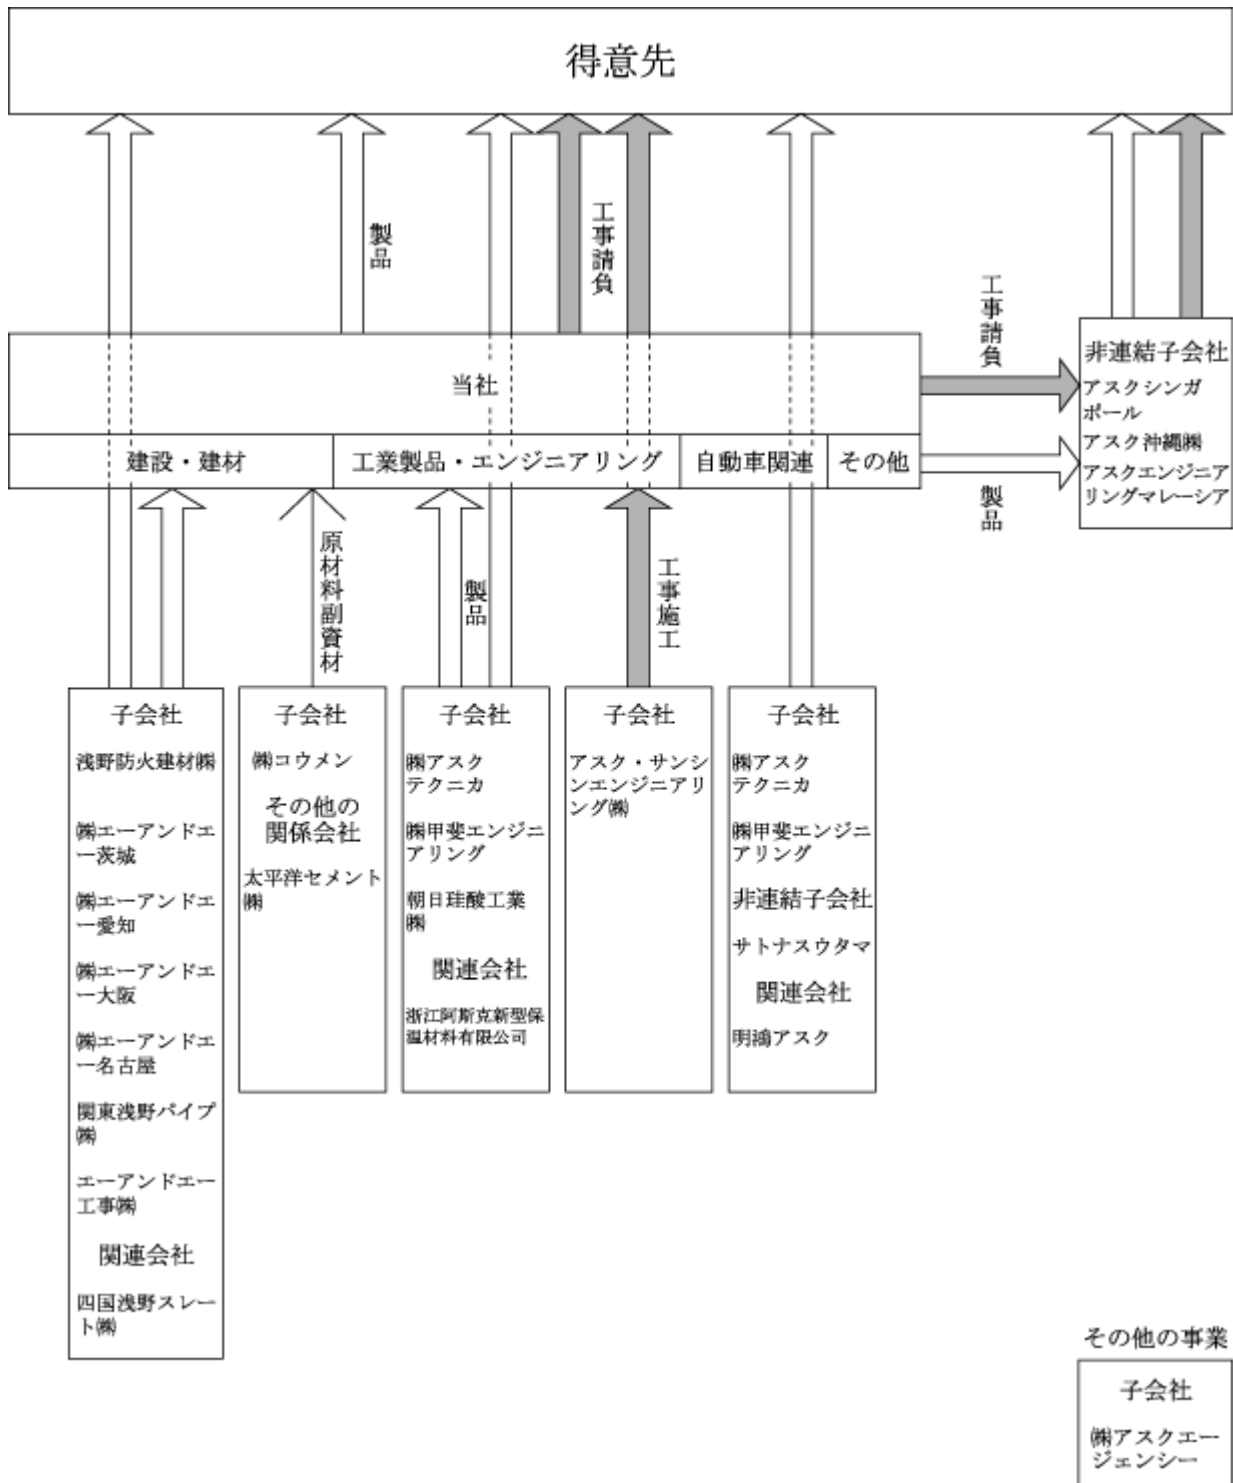 得意先
製品
工事請負
工事請負
当社
建設・建材
工業製品・エンジニアリング
自動車関連
その他
製品
非連結子会社
アスクシンガ
ポール
アスク沖縄㈱
アスクエンジニア
リングマレーシア
原材料副資材
製品
工事施工
子会社
浅野防火建材㈱
㈱エーアンドエ
ー茨城
㈱エーアンドエ
ー愛知
㈱エーアンドエ
ー大阪
㈱エーアンドエ
ー名古屋
関東浅野パイプ
㈱
エーアンドエー
工事㈱
関連会社
四国浅野スレー
ト㈱
子会社
㈱コウメン
その他の
関係会社
太平洋セメント
㈱
子会社
㈱アスク
テクニカ
㈱甲斐エンジニ
アリング
朝日珪酸工業
㈱
関連会社
浙江阿斯克新型保
温材料有限公司
子会社
アスク・サンシ
ンエンジニアリ
ング㈱
子会社
㈱アスク
テクニカ
㈱甲斐エンジニ
アリング
非連結子会社
サトナスウタマ
関連会社
明鴻アスク
その他の事業
子会社
㈱アスクエー
ジェンシー